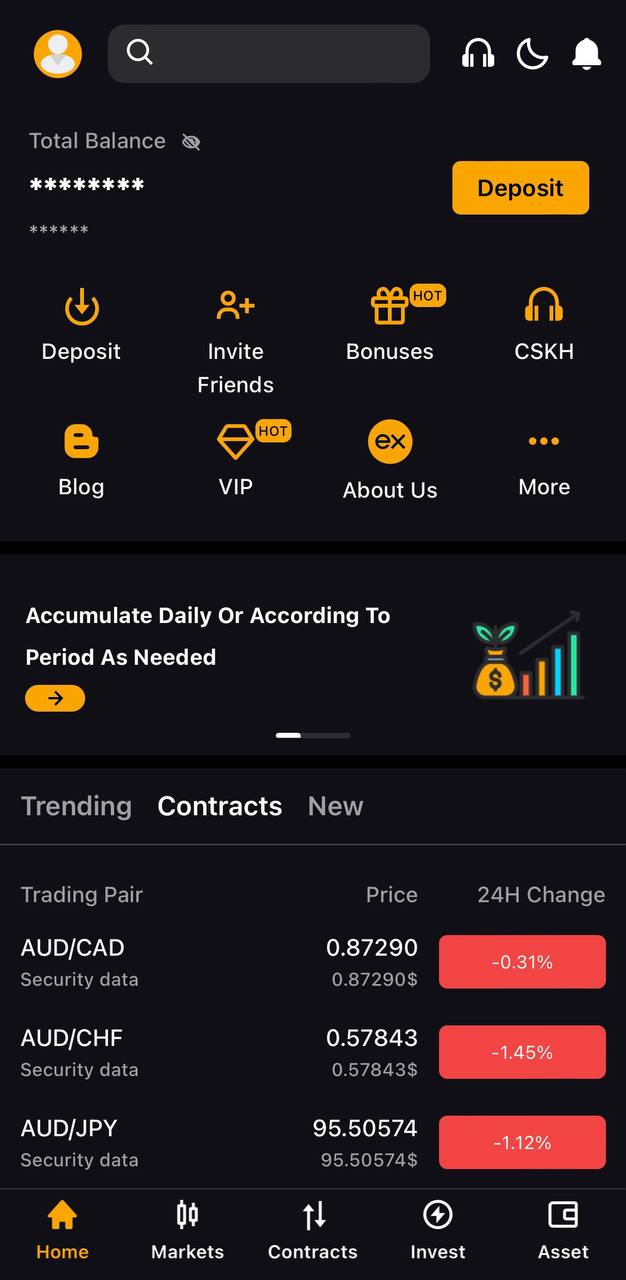 Total Balance
********
Deposit
******
HOT
Deposit
Invite
Friends
Bonuses
CSKH
HOT
ex
Blog
VIP
About Us
More
Accumulate Daily Or According To
Period As Needed
$
Trending Contracts New
Trading Pair Price 24H Change
AUD/CAD 0.87290 -0.31%
Security data 0.87290$
AUD/CHF 0.57843 -1.45%
Security data 0.57843$
AUD/JPY 95.50574 -1.12%
Security data 95.50574$
Home Markets Contracts Invest Asset